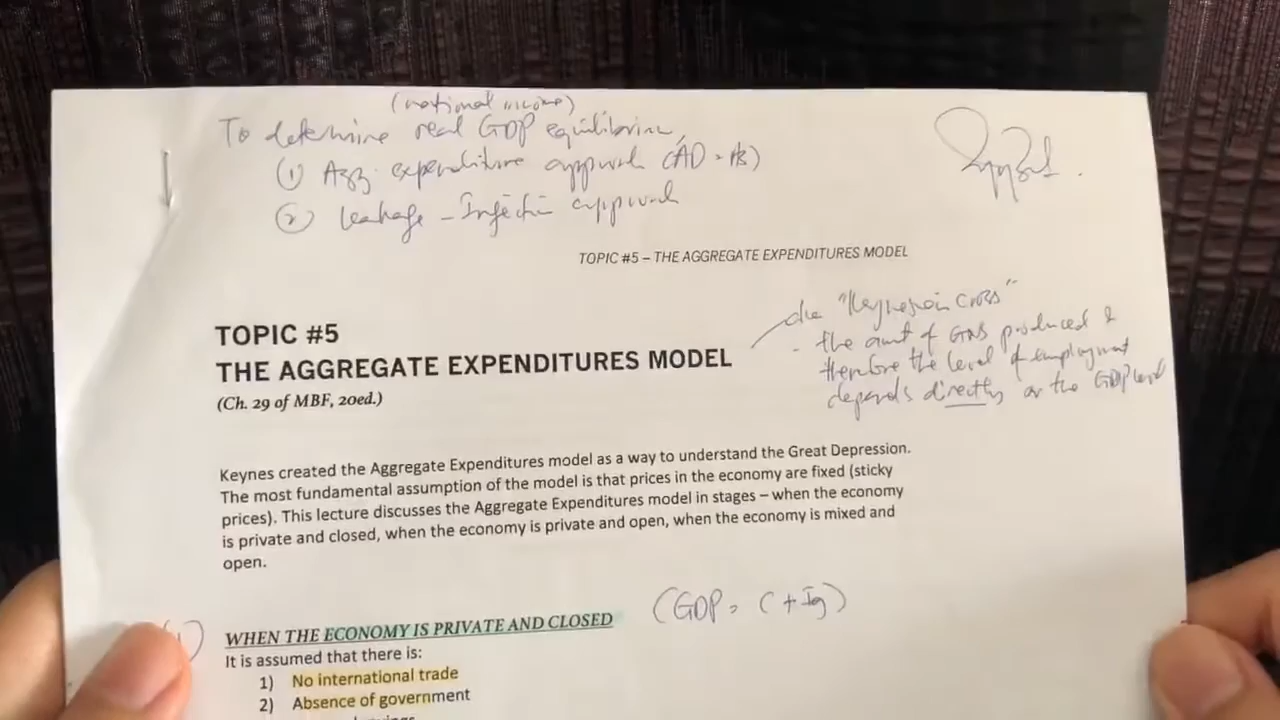 (national income)
To determine real GDP equilibrium,
(1) Agg. expenditure approach (AD = AS)
(2) Leakage - Injection approach
TOPIC #5 – THE AGGREGATE EXPENDITURES MODEL
TOPIC #5
THE AGGREGATE EXPENDITURES MODEL
(Ch. 29 of MBF, 20ed.)
"Keynesian Cross"
- the amt of G&S produced &
therefore the level of employment
depends directly on the GDP level
Keynes created the Aggregate Expenditures model as a way to understand the Great Depression.
The most fundamental assumption of the model is that prices in the economy are fixed (sticky
prices). This lecture discusses the Aggregate Expenditures model in stages – when the economy
is private and closed, when the economy is private and open, when the economy is mixed and
open.
(GDP = C + Ig)
WHEN THE ECONOMY IS PRIVATE AND CLOSED
It is assumed that there is:
1) No international trade
2) Absence of government